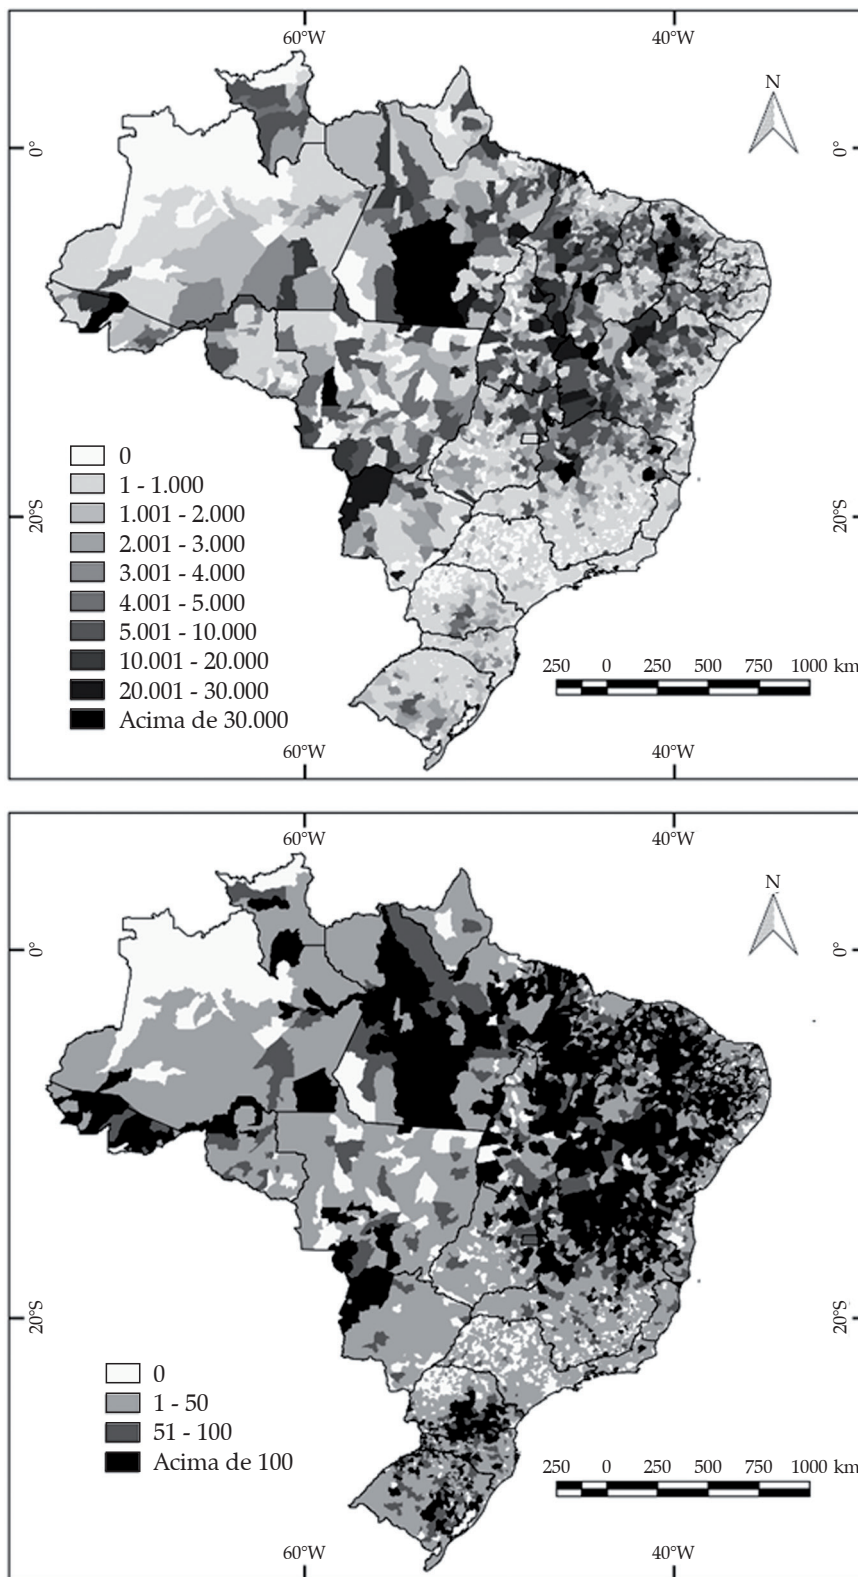 60°W
40°W
N
0°
0°
0
1 - 1.000
1.001 - 2.000
2.001 - 3.000
3.001 - 4.000
4.001 - 5.000
5.001 - 10.000
10.001 - 20.000
20.001 - 30.000
Acima de 30.000
20°S
20°S
250 0 250 500 750 1000 km
60°W
40°W
60°W
40°W
N
0°
0°
20°S
20°S
0
1 - 50
51 - 100
Acima de 100
250 0 250 500 750 1000 km
60°W
40°W